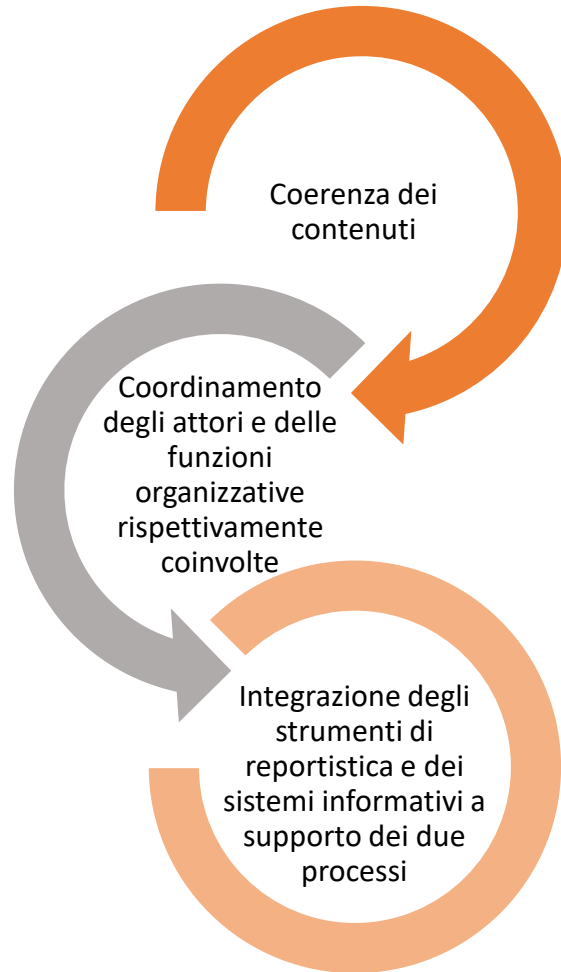 Coerenza dei
contenuti
Coordinamento
degli attori e delle
funzioni
organizzative
rispettivamente
coinvolte
Integrazione degli
strumenti di
reportistica e dei
sistemi informativi a
supporto dei due
processi